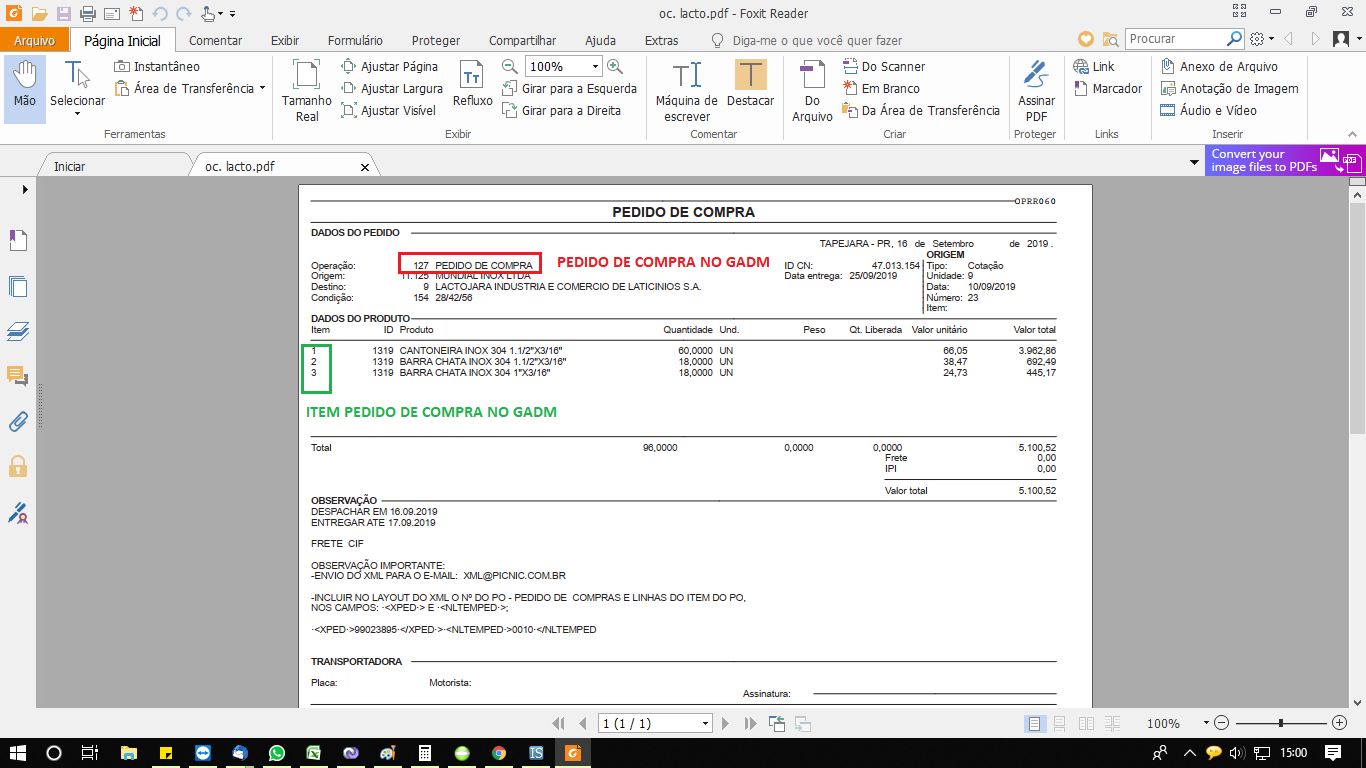 oc. lacto.pdf - Foxit Reader
Arquivo Página Inicial Comentar Exibir Formulário Proteger Compartilhar Ajuda Extras Diga-me o que você quer fazer Procurar
Mão
Selecionar
Instantâneo
Área de Transferência
Ferramentas
Tamanho Real
Ajustar Página
Ajustar Largura
Ajustar Visível
Refluxo
100%
Girar para a Esquerda
Girar para a Direita
Exibir
Máquina de escrever
Destacar
Comentar
Do Arquivo
Do Scanner
Em Branco
Da Área de Transferência
Criar
Assinar PDF
Proteger
Link
Marcador
Links
Anexo de Arquivo
Anotação de Imagem
Áudio e Vídeo
Inserir
Iniciar oc. lacto.pdf
Convert your
image files to PDFs
PDF
OPRR060
PEDIDO DE COMPRA
DADOS DO PEDIDO
TAPEJARA - PR, 16 de Setembro de 2019 .
ORIGEM
Operação: 127 PEDIDO DE COMPRA PEDIDO DE COMPRA NO GADM ID CN: 47.013.154 Tipo: Cotação
Origem: 11.125 MUNDIAL INOX LTDA Data entrega: 25/09/2019 Unidade: 9
Destino: 9 LACTOJARA INDUSTRIA E COMERCIO DE LATICINIOS S.A. Data: 10/09/2019
Condição: 154 28/42/56 Número: 23
Item:
DADOS DO PRODUTO
Item ID Produto Quantidade Und. Peso Qt. Liberada Valor unitário Valor total
1 1319 CANTONEIRA INOX 304 1.1/2"X3/16" 60,0000 UN 66,05 3.962,86
2 1319 BARRA CHATA INOX 304 1.1/2"X3/16" 18,0000 UN 38,47 692,49
3 1319 BARRA CHATA INOX 304 1"X3/16" 18,0000 UN 24,73 445,17
ITEM PEDIDO DE COMPRA NO GADM
Total 96,0000 0,0000 0,0000 5.100,52
Frete 0,00
IPI 0,00
Valor total 5.100,52
OBSERVAÇÃO
DESPACHAR EM 16.09.2019
ENTREGAR ATE 17.09.2019
FRETE CIF
OBSERVAÇÃO IMPORTANTE:
-ENVIO DO XML PARA O E-MAIL: XML@PICNIC.COM.BR
-INCLUIR NO LAYOUT DO XML O Nº DO PO - PEDIDO DE COMPRAS E LINHAS DO ITEM DO PO,
NOS CAMPOS: ·<XPED·> E ·<NLTEMPED·>;
·<XPED·>99023895·</XPED·>·<NLTEMPED·>0010·</NLTEMPED
TRANSPORTADORA
Placa: Motorista:
Assinatura:
1 (1 / 1)
100%
15:00